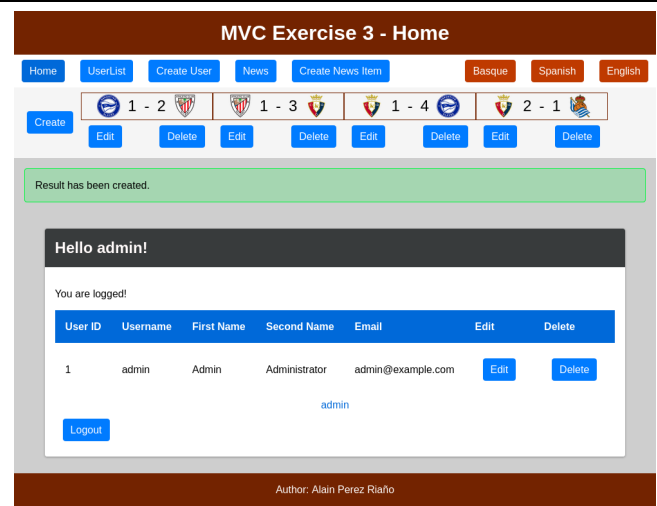 MVC Exercise 3 - Home
Home UserList Create User News Create News Item Basque Spanish English
Create 1 - 2 1 - 3 1 - 4 2 - 1
Edit Delete Edit Delete Edit Delete Edit Delete
Result has been created.
Hello admin!
You are logged!
User ID Username First Name Second Name Email Edit Delete
1 admin Admin Administrator admin@example.com Edit Delete
admin
Logout
Author: Alain Perez Riaño